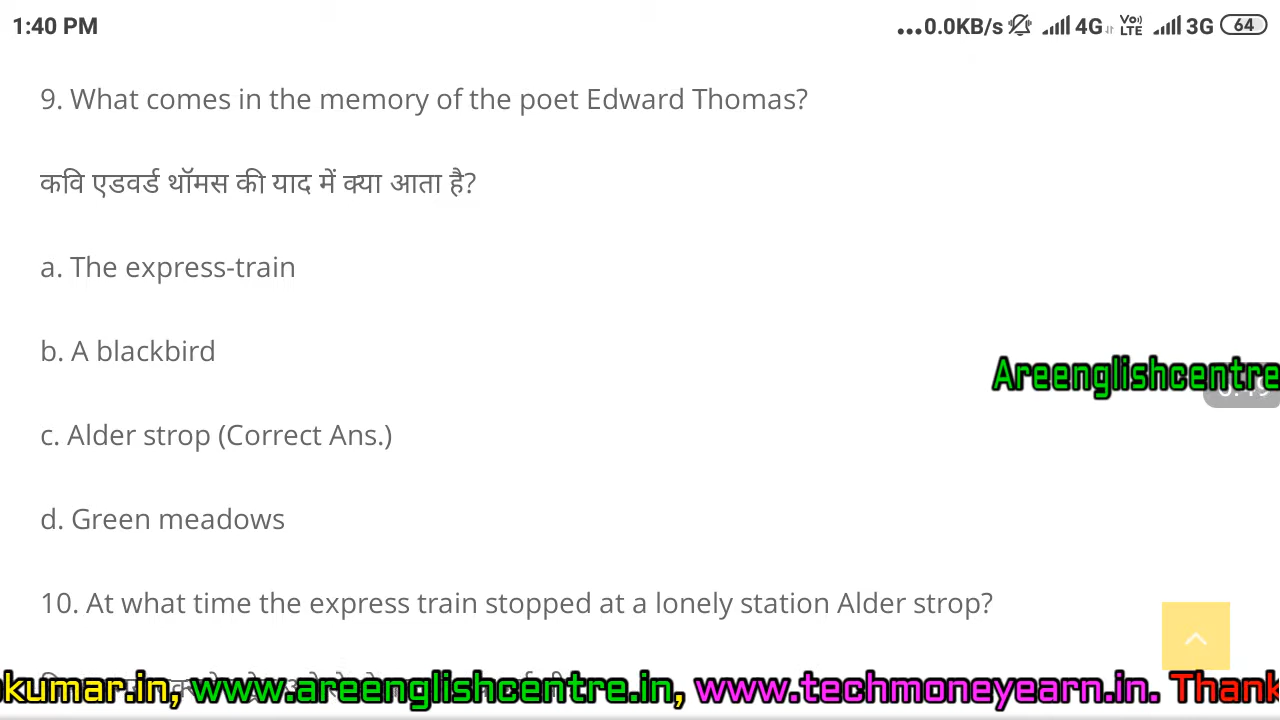 1:40 PM
...0.0KB/s 4G Vo) LTE 3G 64
9. What comes in the memory of the poet Edward Thomas?
कवि एडवर्ड थॉमस की याद में क्या आता है?
a. The express-train
b. A blackbird
Areenglishcentre
c. Alder strop (Correct Ans.)
d. Green meadows
10. At what time the express train stopped at a lonely station Alder strop?
kumar.in, www.areenglishcentre.in, www.techmoneyearn.in. Thank